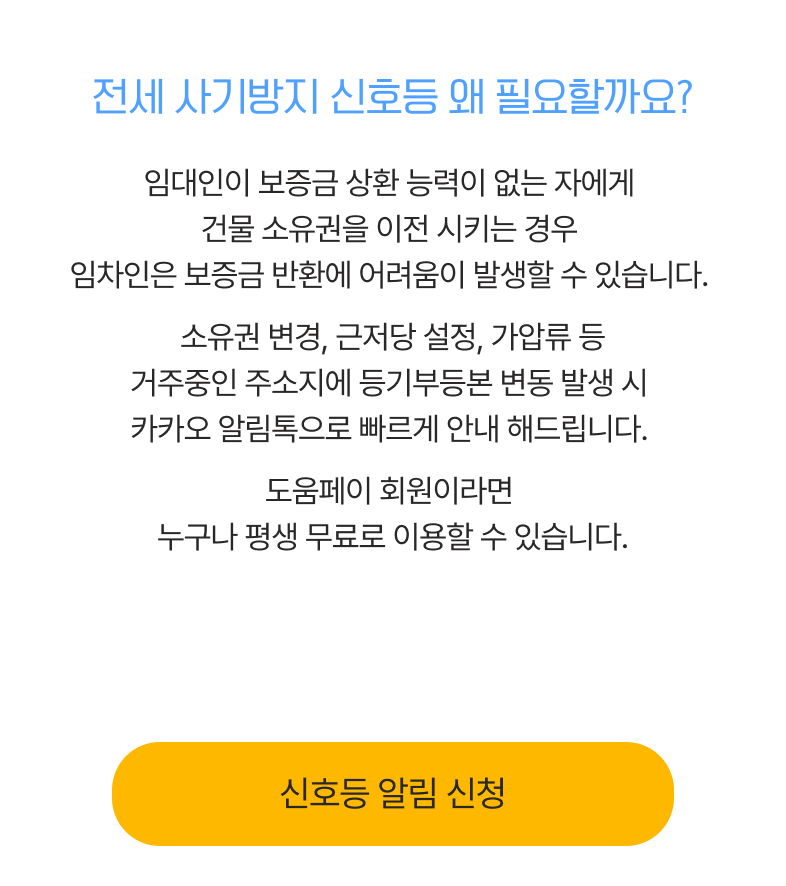 전세 사기방지 신호등 왜 필요할까요?
임대인이 보증금 상환 능력이 없는 자에게
건물 소유권을 이전 시키는 경우
임차인은 보증금 반환에 어려움이 발생할 수 있습니다.
소유권 변경, 근저당 설정, 가압류 등
거주중인 주소지에 등기부등본 변동 발생 시
카카오 알림톡으로 빠르게 안내 해드립니다.
도움페이 회원이라면
누구나 평생 무료로 이용할 수 있습니다.
신호등 알림 신청